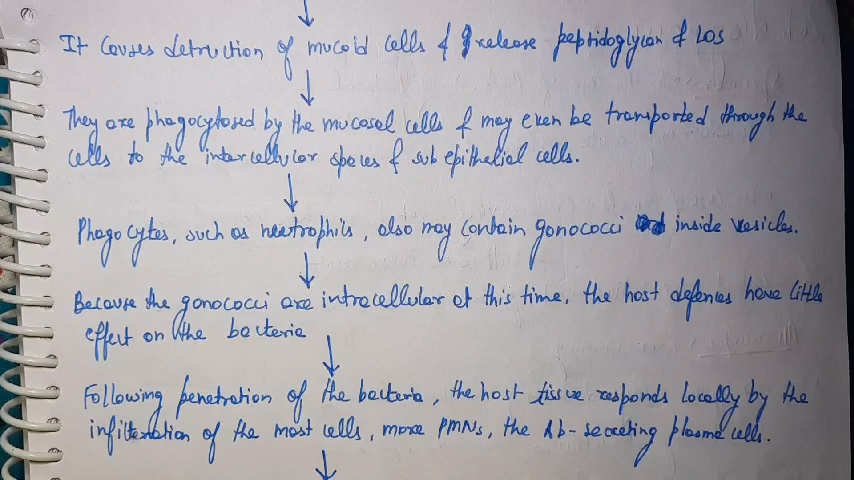 It causes detruction of mucoid cells & release peptidoglycan & LOS
They are phagocytosed by the mucosal cells & may even be transported through the
cells to the intercellular spaces & sub epithelial cells.
Phagocytes, such as neutrophils, also may contain gonococci inside vesicles.
Because the gonococci are intracellular at this time, the host defences have little
effect on the bacteria
Following penetration of the bacteria, the host tissue responds locally by the
infilteration of the mast cells, more PMNs, the Ab-secreting plasma cells.